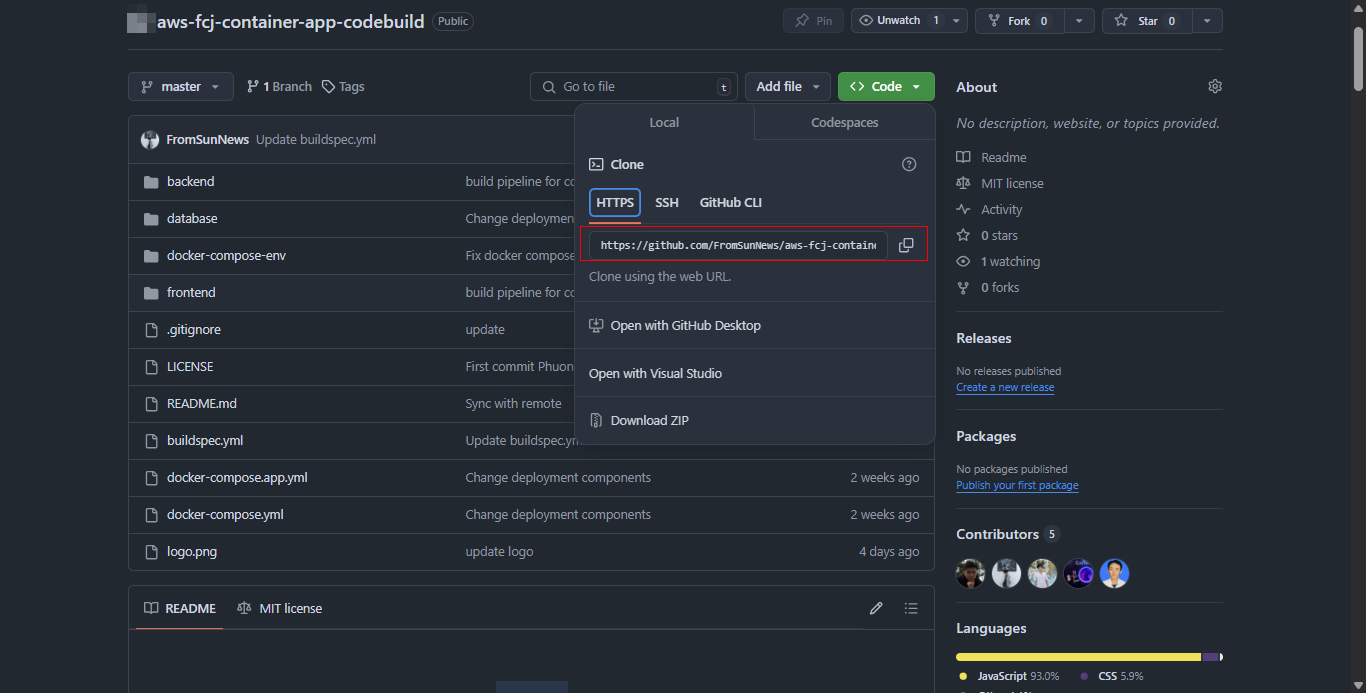 aws-fcj-container-app-codebuild Public
Pin Unwatch 1 Fork 0 Star 0
master 1 Branch Tags Go to file t Add file Code
About
No description, website, or topics provided.
Readme
MIT license
Activity
0 stars
1 watching
0 forks
Releases
No releases published
Create a new release
Packages
No packages published
Publish your first package
Contributors 5
Languages
JavaScript 93.0% CSS 5.9%
FromSunNews Update buildspec.yml
backend build pipeline for co
database Change deploymen
docker-compose-env Fix docker compose
frontend build pipeline for co
.gitignore update
LICENSE First commit Phuon
README.md Sync with remote
buildspec.yml Update buildspec.ym
docker-compose.app.yml Change deployment components 2 weeks ago
docker-compose.yml Change deployment components 2 weeks ago
logo.png update logo 4 days ago
Local Codespaces
Clone
HTTPS SSH GitHub CLI
https://github.com/FromSunNews/aws-fcj-containe
Clone using the web URL.
Open with GitHub Desktop
Open with Visual Studio
Download ZIP
README MIT license